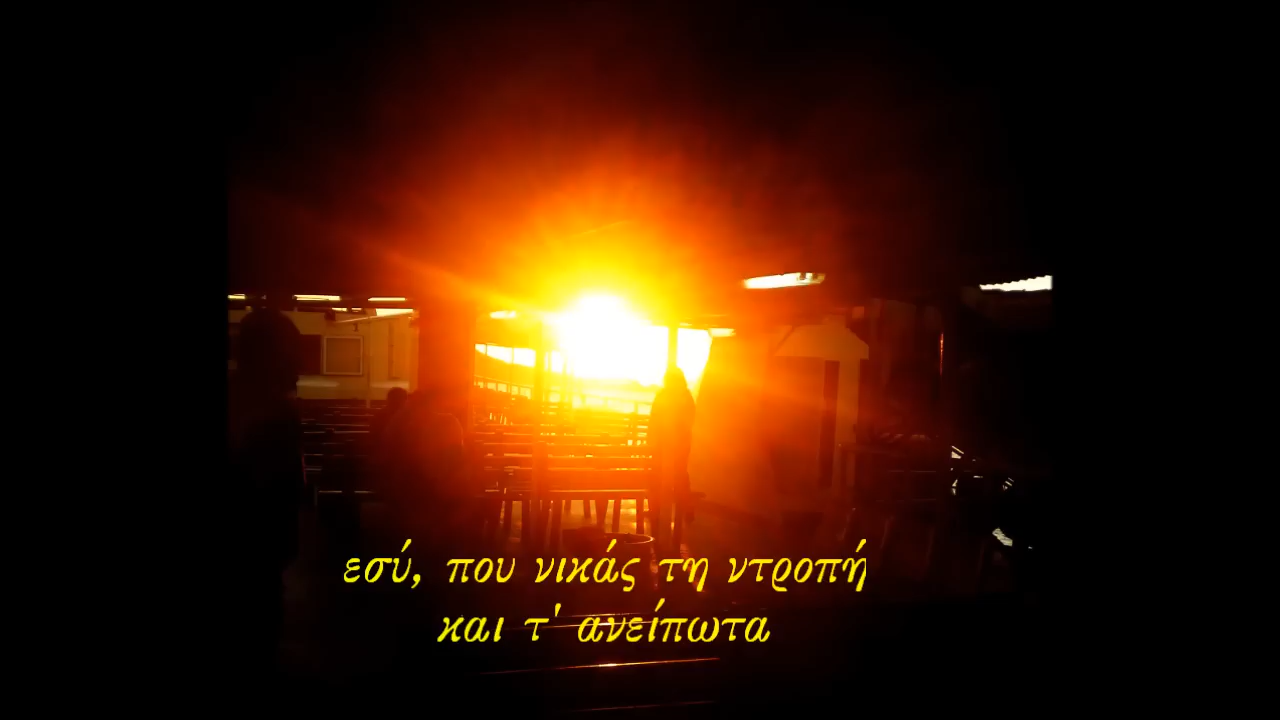 εσύ, που νικάς τη ντροπή
και τ' ανείπωτα